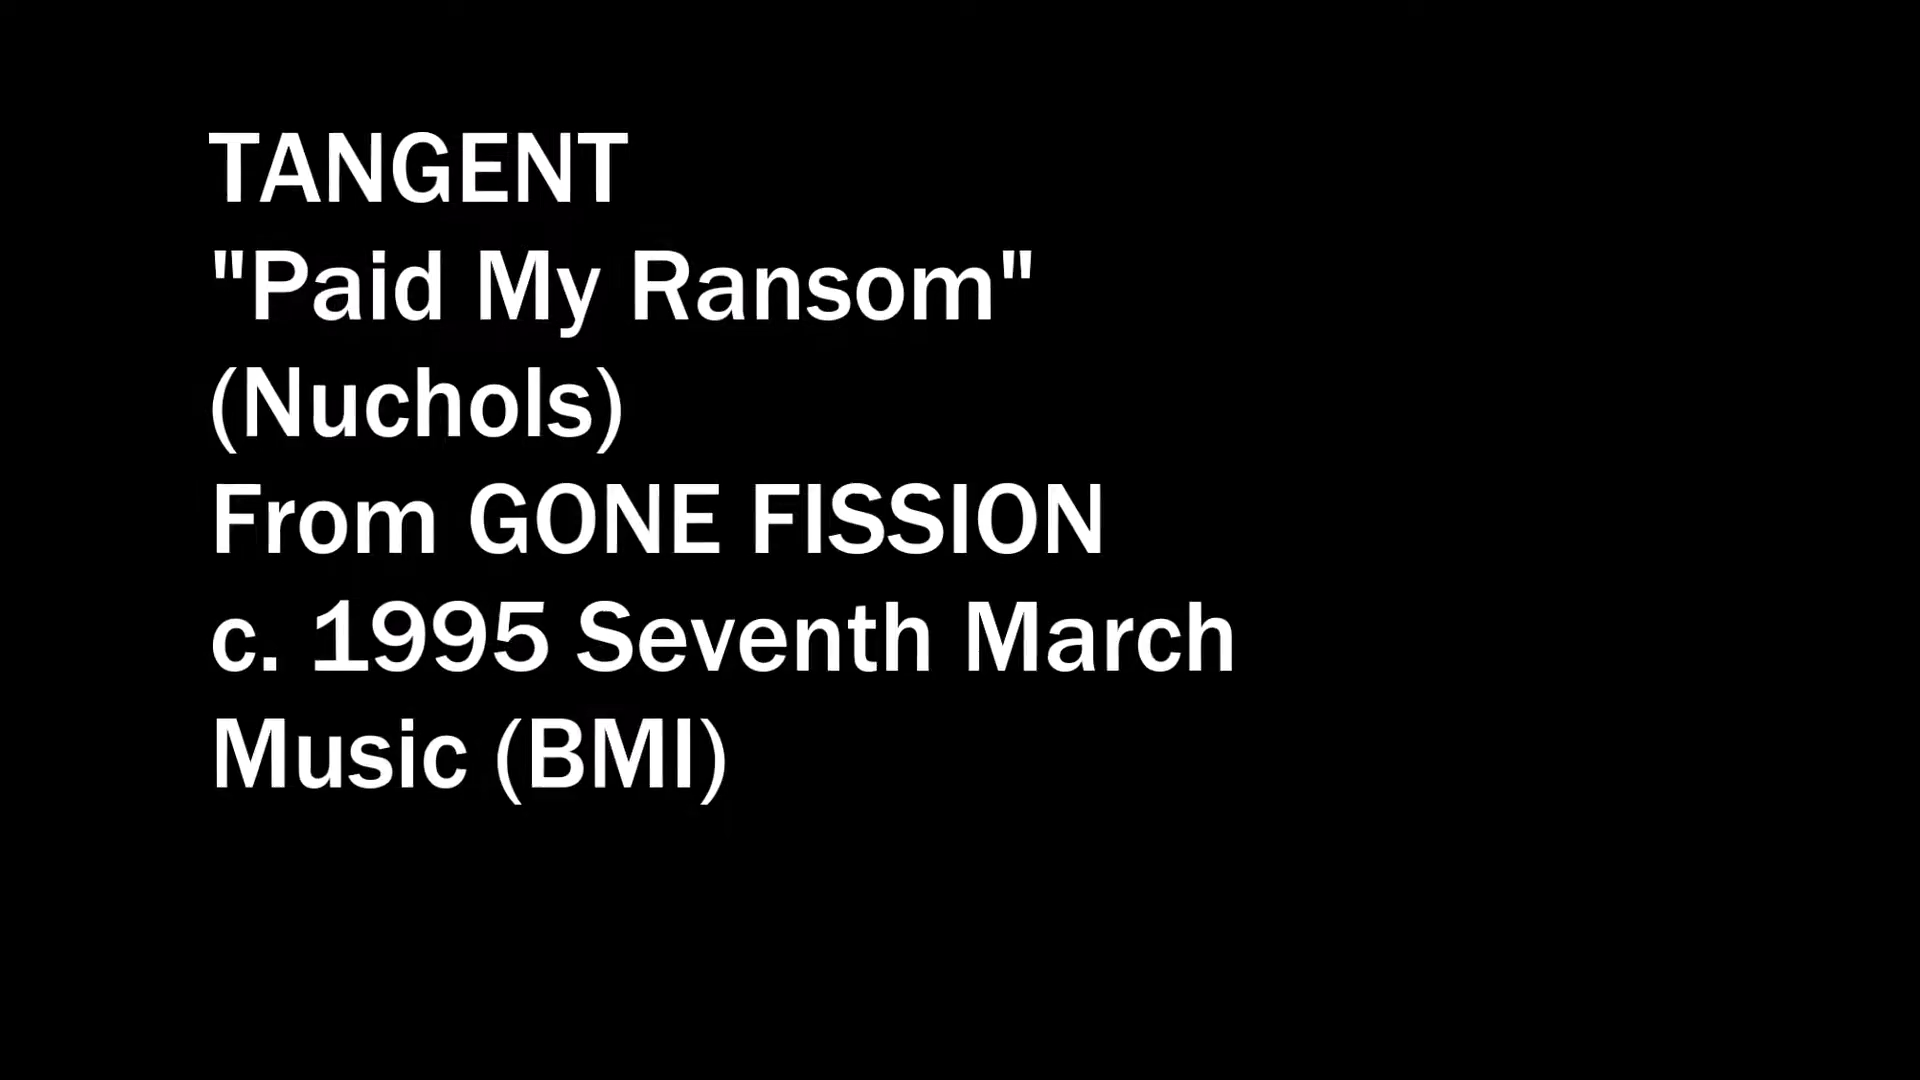 TANGENT
"Paid My Ransom"
(Nuchols)
From GONE FISSION
c. 1995 Seventh March
Music (BMI)